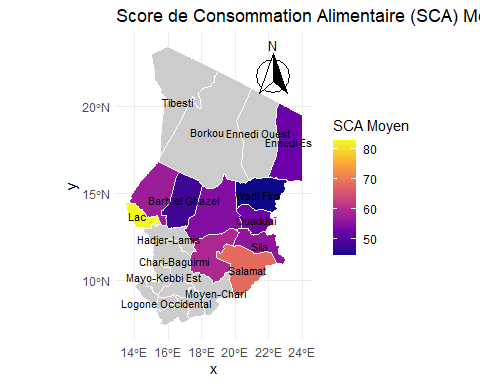 Score de Consommation Alimentaire (SCA) Mo
N
20°N
15°N
10°N
y
Tibesti
Borkou
Ennedi Ouest
Ennedi Es
Barh el Ghazel
Wadi Fira
Lac
Ouaddaï
Hadjer-Lamis
Sila
Chari-Baguirmi
Salamat
Mayo-Kebbi Est
Moyen-Chari
Logone Occidental
14°E 16°E 18°E 20°E 22°E 24°E
x
SCA Moyen
80
70
60
50